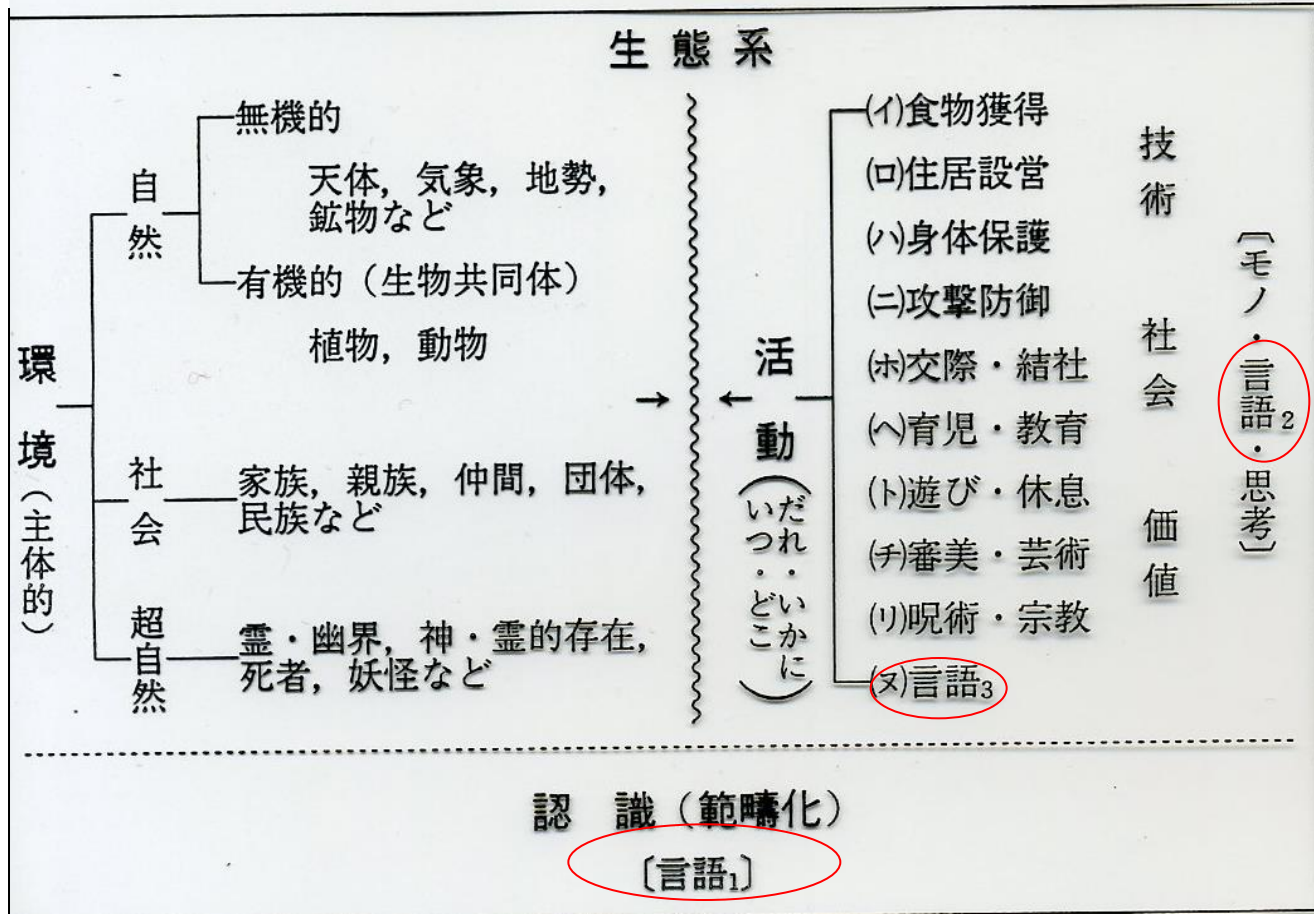 生態系
環境（主体的）
自然
無機的
天体，気象，地勢，
鉱物など
有機的（生物共同体）
植物，動物
社会
家族，親族，仲間，団体，
民族など
超自然
霊・幽界，神・霊的存在，
死者，妖怪など
→
←
活動（だれ・いかに
いつ・どこ）
(イ)食物獲得
(ロ)住居設営
(ハ)身体保護
(ニ)攻撃防御
(ホ)交際・結社
(ヘ)育児・教育
(ト)遊び・休息
(チ)審美・芸術
(リ)呪術・宗教
(ヌ)言語3
技術
社会
価値
〔モノ・言語2・思考〕
認識（範疇化）
〔言語1〕